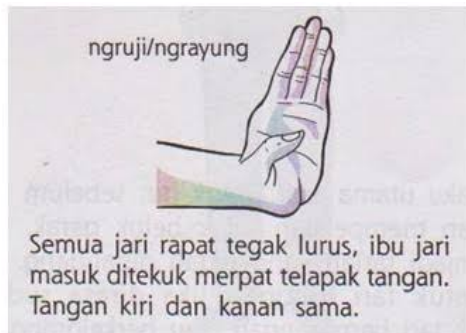 ngruji/ngrayung
Semua jari rapat tegak lurus, ibu jari
masuk ditekuk merpat telapak tangan.
Tangan kiri dan kanan sama.